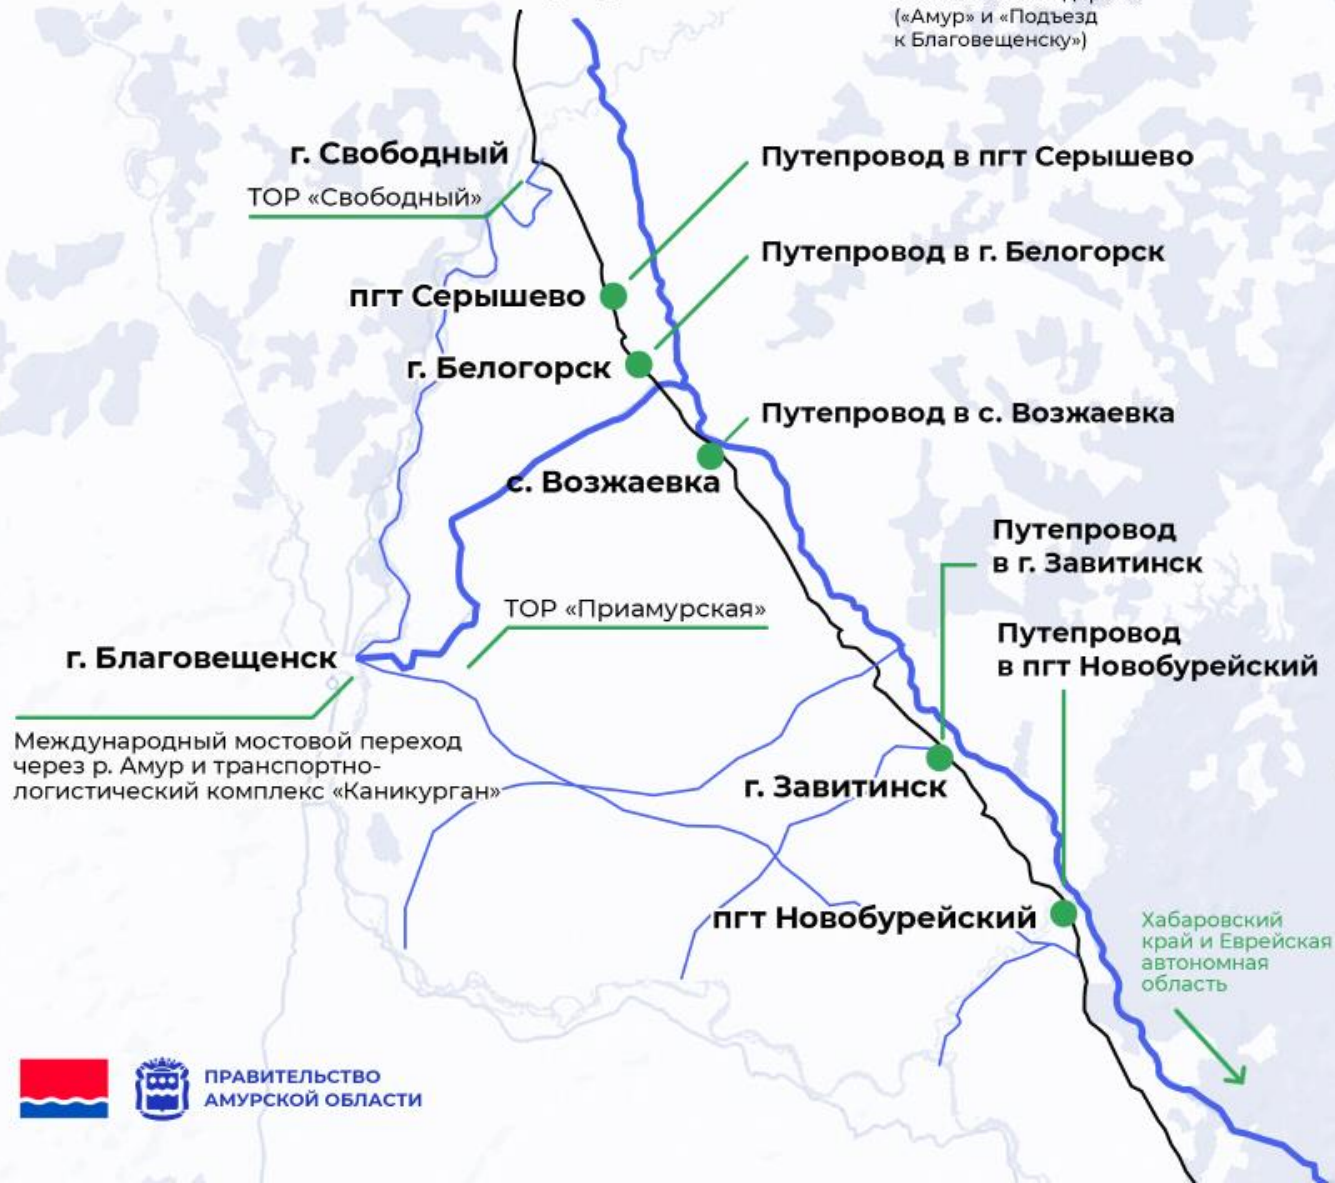 («Амур» и «Подъезд
к Благовещенску»)
г. Свободный
ТОР «Свободный»
Путепровод в пгт Серышево
Путепровод в г. Белогорск
пгт Серышево
г. Белогорск
Путепровод в с. Возжаевка
с. Возжаевка
Путепровод
в г. Завитинск
ТОР «Приамурская»
Путепровод
в пгт Новобурейский
г. Благовещенск
Международный мостовой переход
через р. Амур и транспортно-
логистический комплекс «Каникурган»
г. Завитинск
пгт Новобурейский
Хабаровский
край и Еврейская
автономная
область
ПРАВИТЕЛЬСТВО
АМУРСКОЙ ОБЛАСТИ